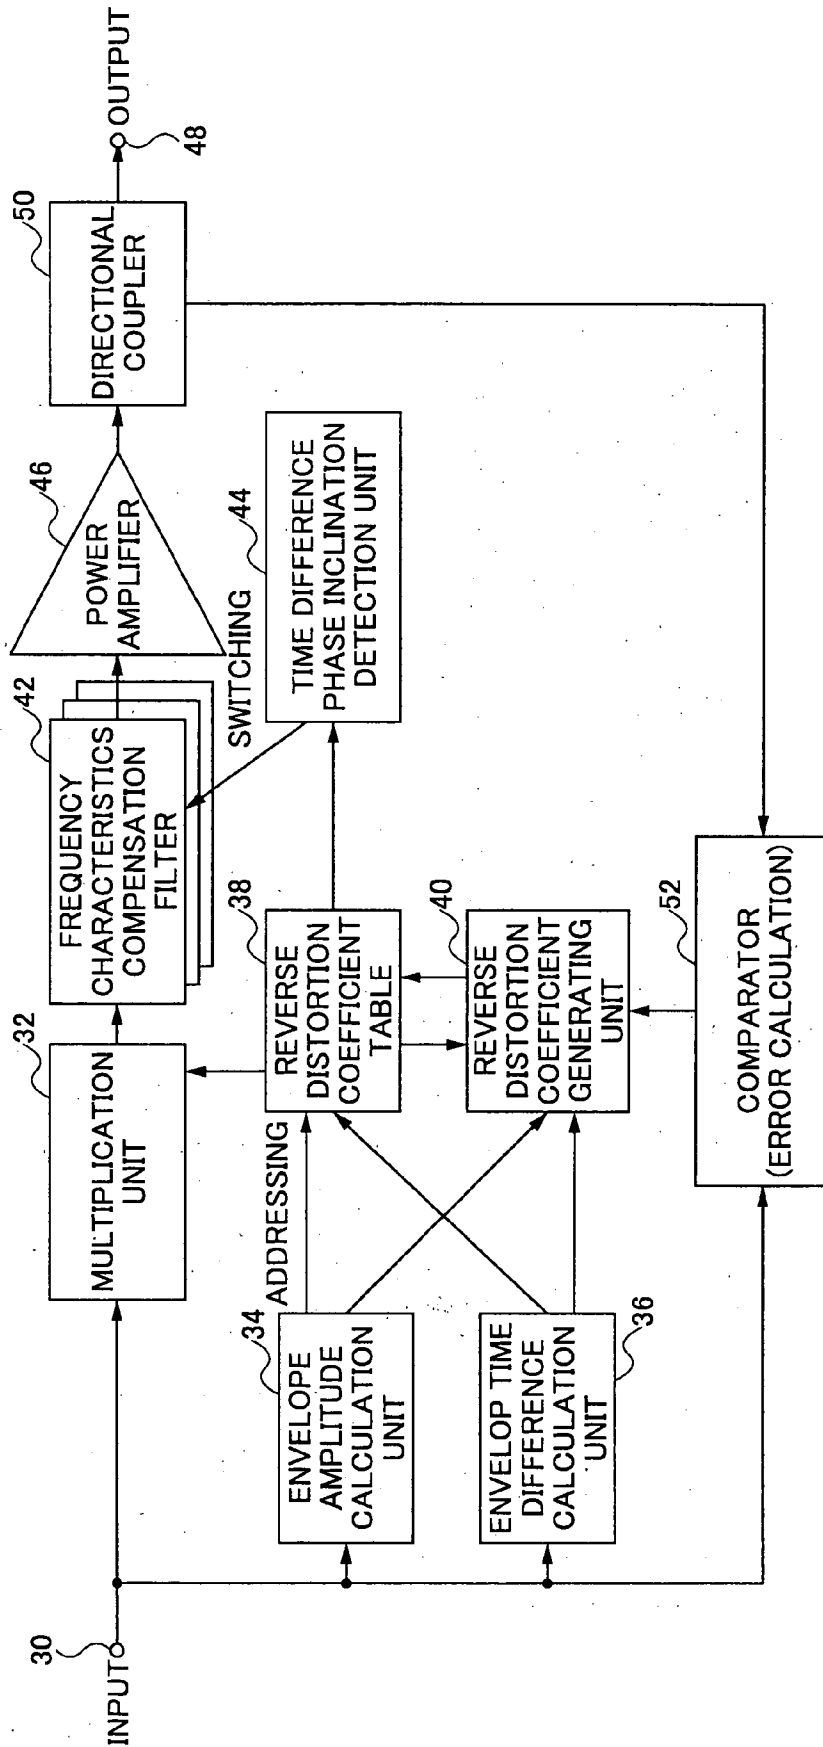 INPUT
30
MULTIPLICATION
UNIT
32
FREQUENCY
CHARACTERISTICS
COMPENSATION
FILTER
42
POWER
AMPLIFIER
46
DIRECTIONAL
COUPLER
50
OUTPUT
48
ENVELOPE
AMPLITUDE
CALCULATION
UNIT
34
ADDRESSING
REVERSE
DISTORTION
COEFFICIENT
TABLE
38
SWITCHING
TIME DIFFERENCE
PHASE INCLINATION
DETECTION UNIT
44
ENVELOP TIME
DIFFERENCE
CALCULATION
UNIT
36
REVERSE
DISTORTION
COEFFICIENT
GENERATING
UNIT
40
COMPARATOR
(ERROR CALCULATION)
52